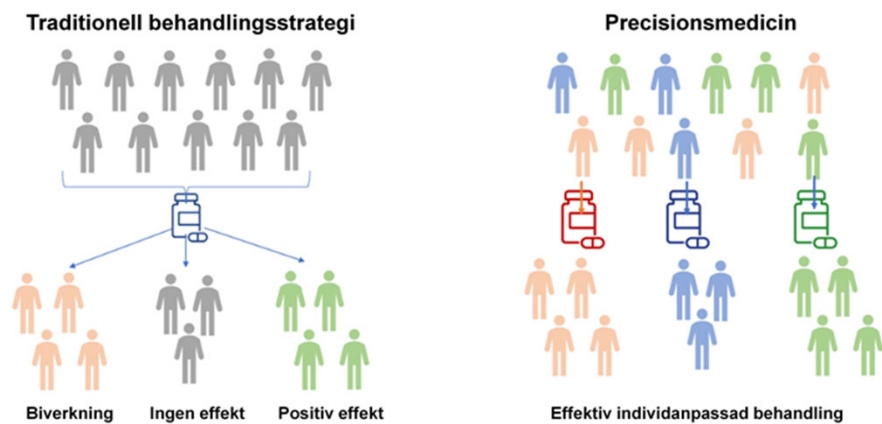 Traditionell behandlingsstrategi
Precisionsmedicin
Biverkning
Ingen effekt
Positiv effekt
Effektiv individanpassad behandling